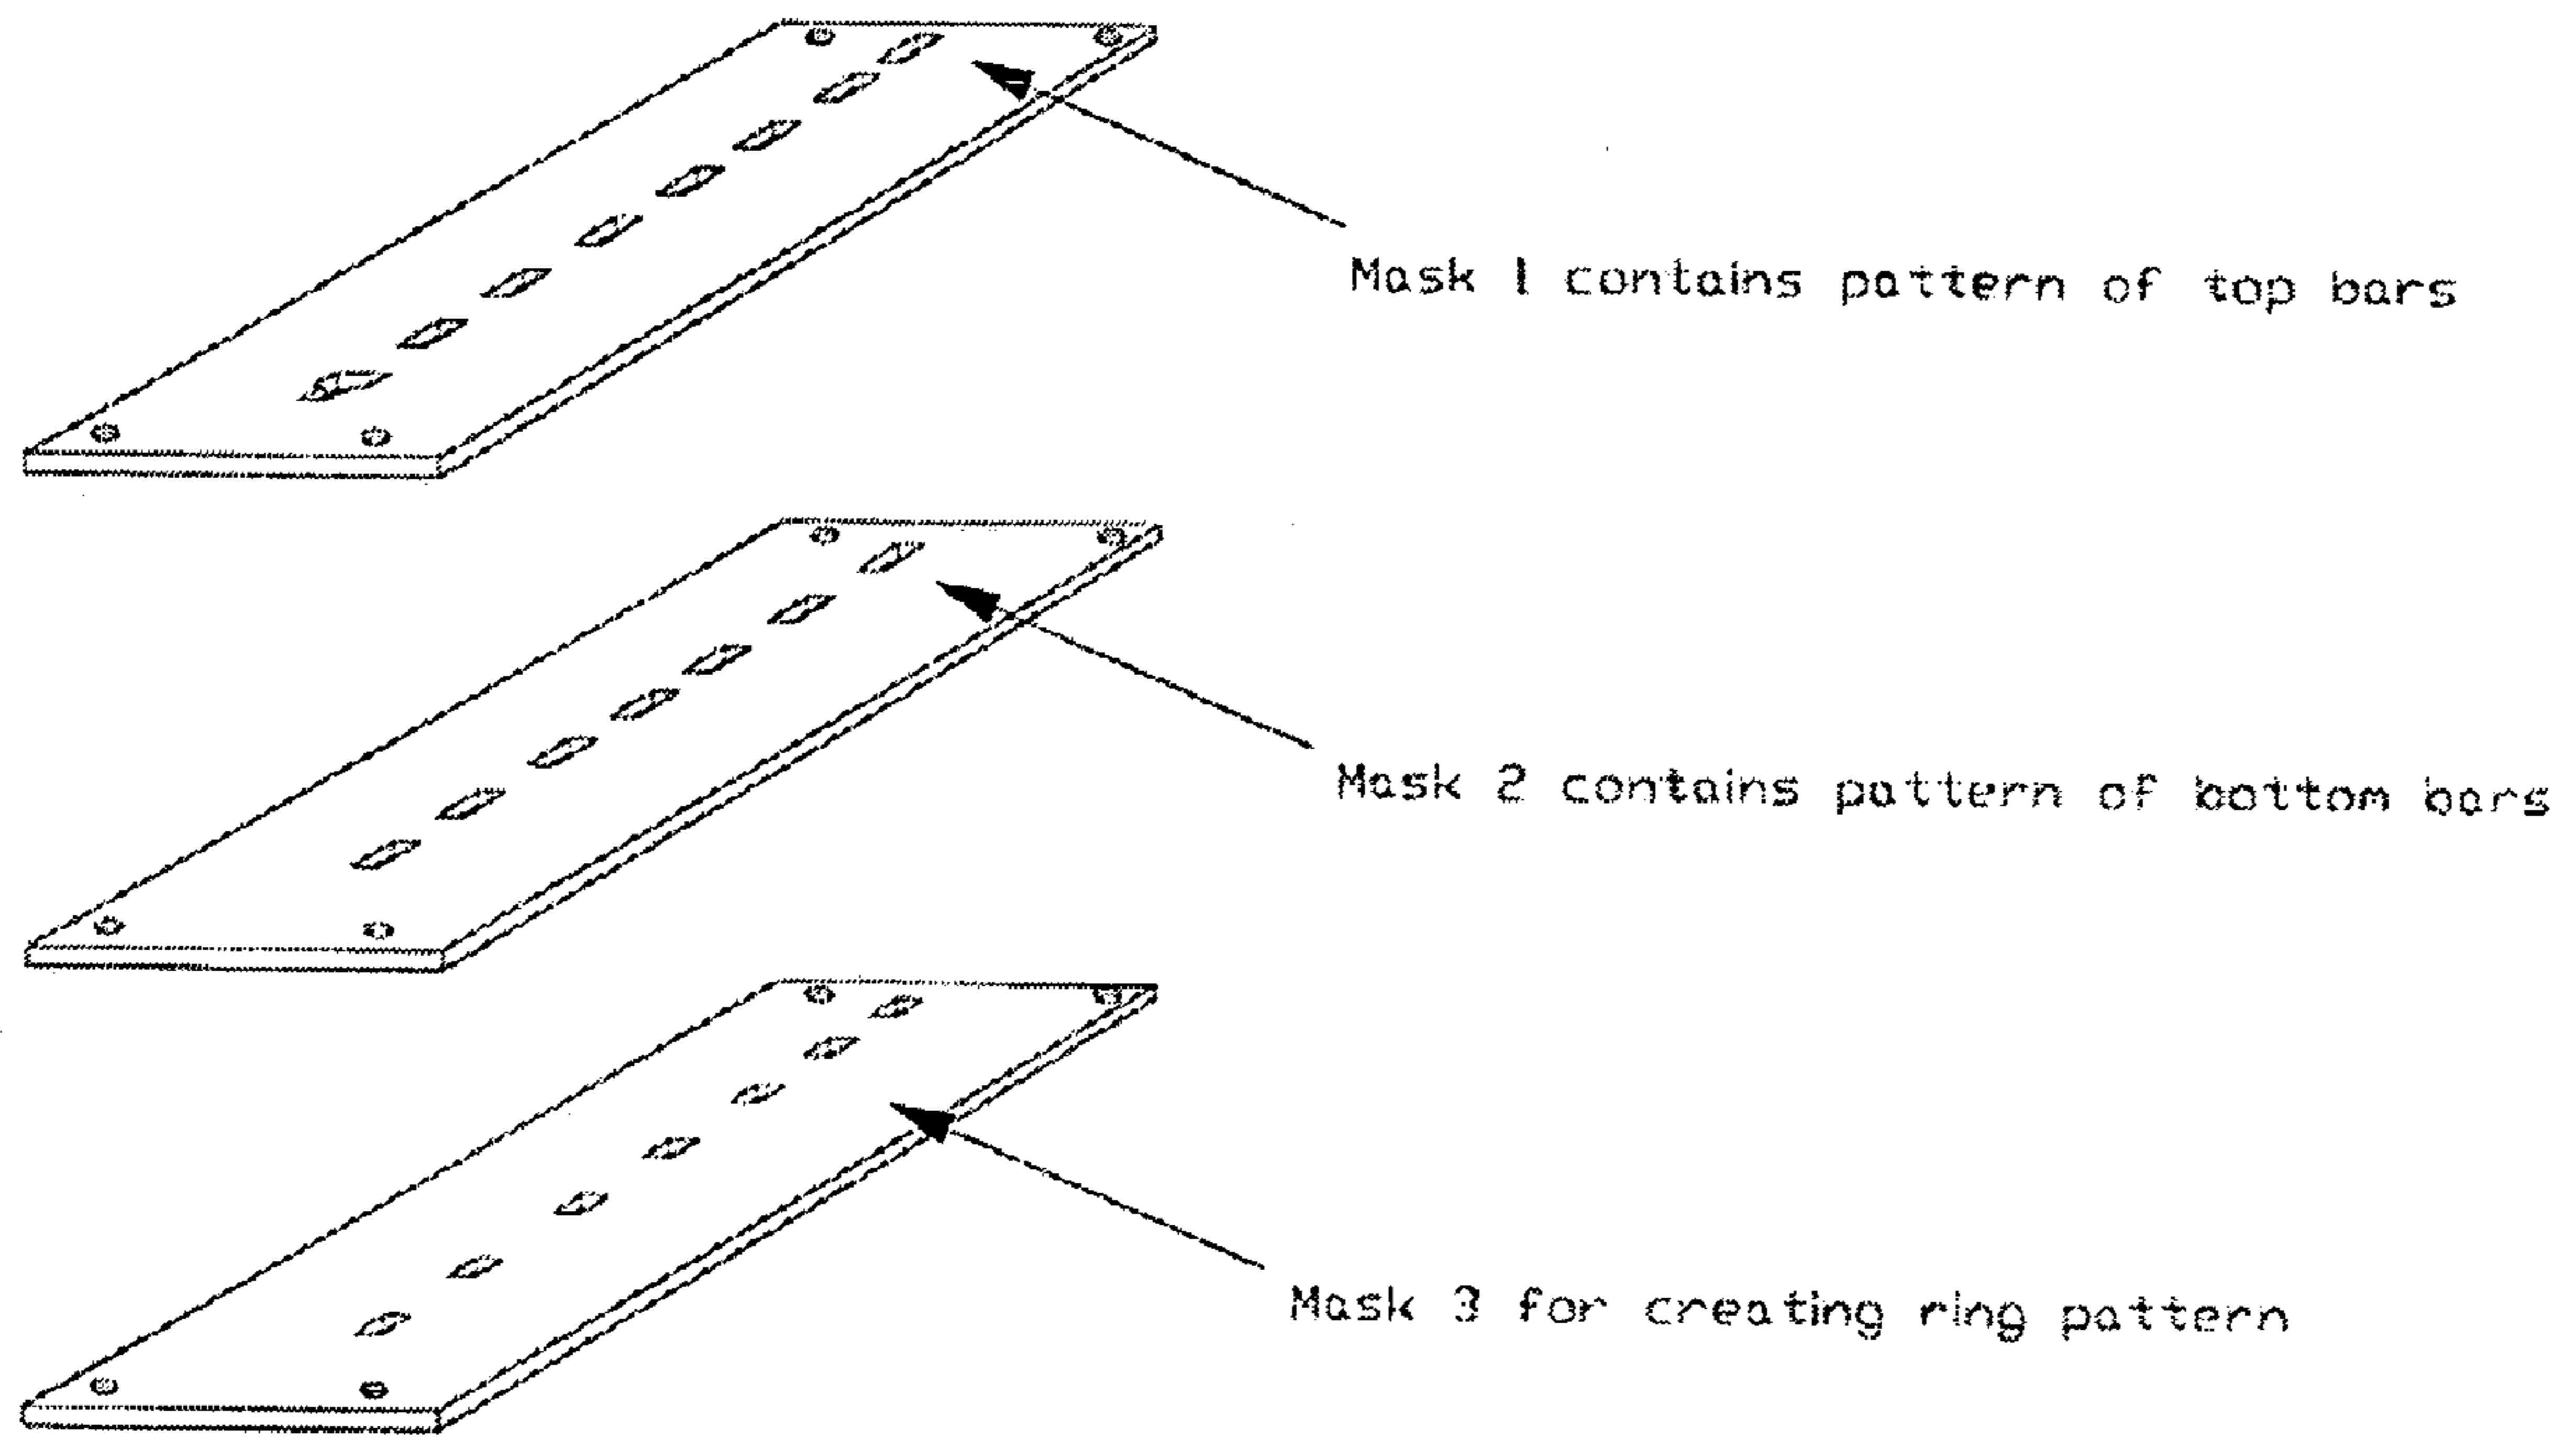 Mask 1 contains pattern of top bars
Mask 2 contains pattern of bottom bars
Mask 3 for creating ring pattern